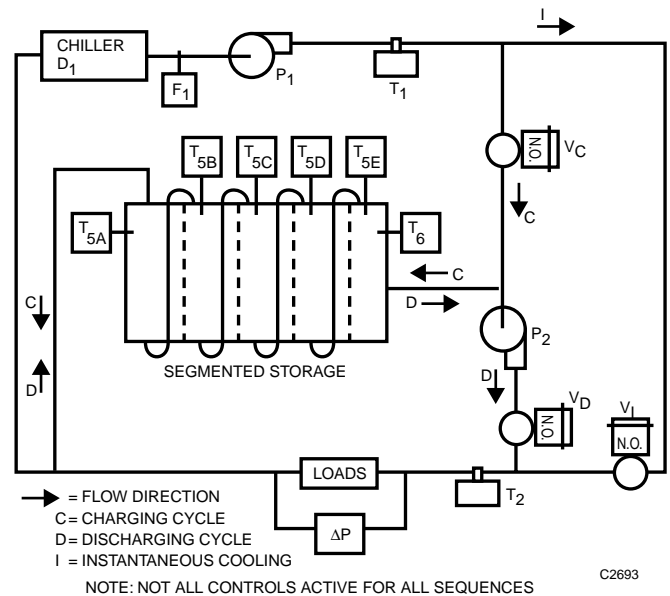 I
CHILLER
D1
F1
P1
T1
N.O.
VC
C
T5B
T5C
T5D
T5E
T5A
T6
C
D
C
D
SEGMENTED STORAGE
P2
D
N.O.
VD
VI
N.O.
LOADS
T2
ΔP
= FLOW DIRECTION
C = CHARGING CYCLE
D = DISCHARGING CYCLE
I = INSTANTANEOUS COOLING
C2693
NOTE: NOT ALL CONTROLS ACTIVE FOR ALL SEQUENCES